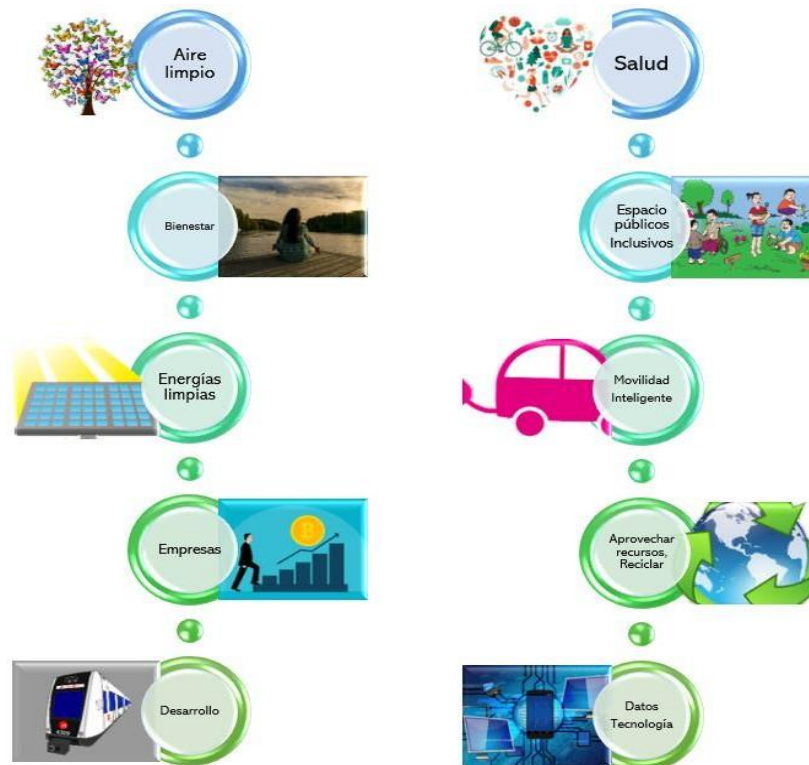 Aire
limpio
Bienestar
Energías
limpias
Empresas
Desarrollo
Salud
Espacio
públicos
Inclusivos
Movilidad
Inteligente
Aprovechar
recursos,
Reciclar
Datos
Tecnología